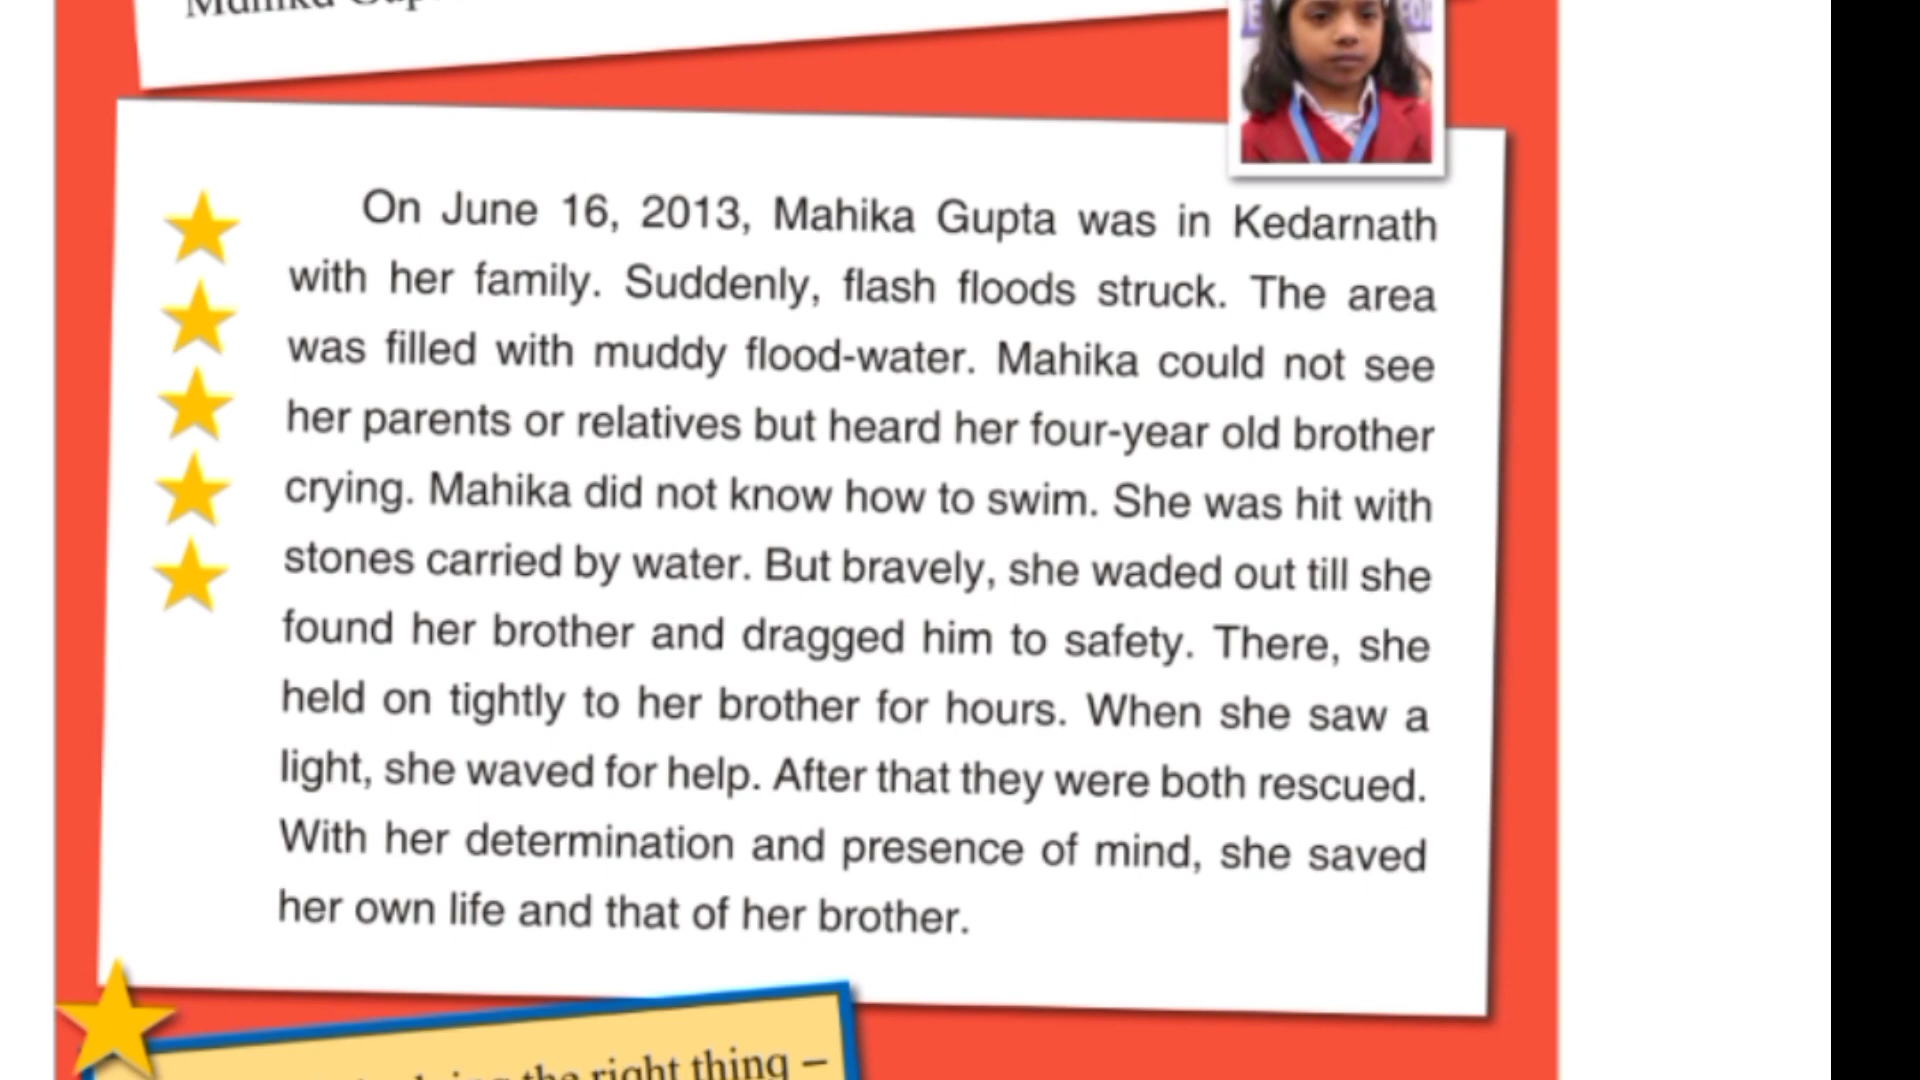 Mahika
On June 16, 2013, Mahika Gupta was in Kedarnath
with her family. Suddenly, flash floods struck. The area
was filled with muddy flood-water. Mahika could not see
her parents or relatives but heard her four-year old brother
crying. Mahika did not know how to swim. She was hit with
stones carried by water. But bravely, she waded out till she
found her brother and dragged him to safety. There, she
held on tightly to her brother for hours. When she saw a
light, she waved for help. After that they were both rescued.
With her determination and presence of mind, she saved
her own life and that of her brother.
the right thing –